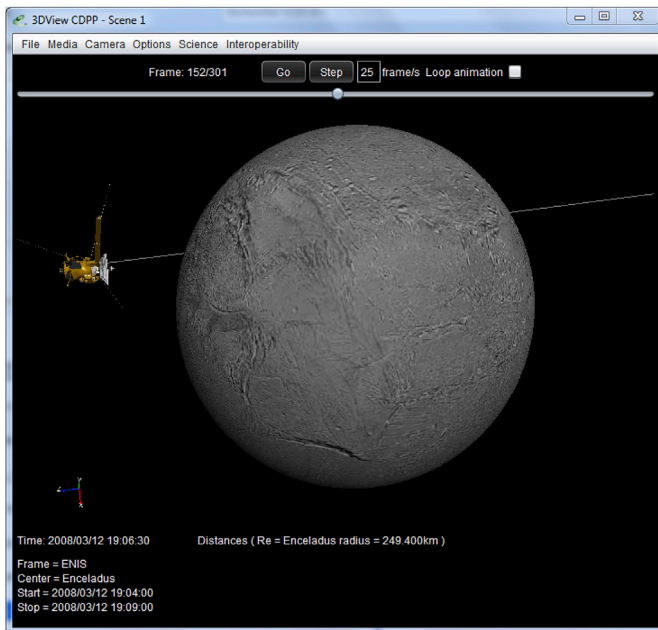 3DView CDPP - Scene 1
File Media Camera Options Science Interoperability
Frame: 152/301 Go Step 25 frame/s Loop animation
Time: 2008/03/12 19:06:30 Distances ( Re = Enceladus radius = 249.400km )
Frame = ENIS
Center = Enceladus
Start = 2008/03/12 19:04:00
Stop = 2008/03/12 19:09:00